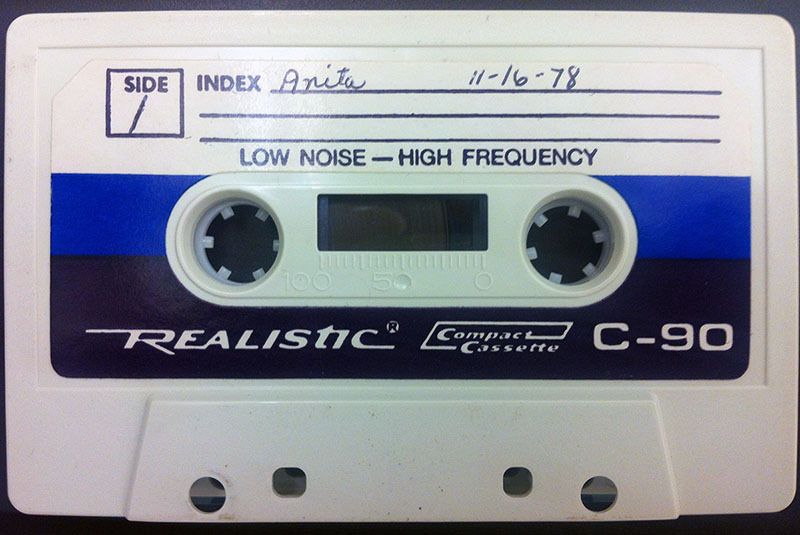 SIDE INDEX Anita 11-16-78
1
LOW NOISE — HIGH FREQUENCY
100 50 0
REALISTIC® Compact Cassette C-90